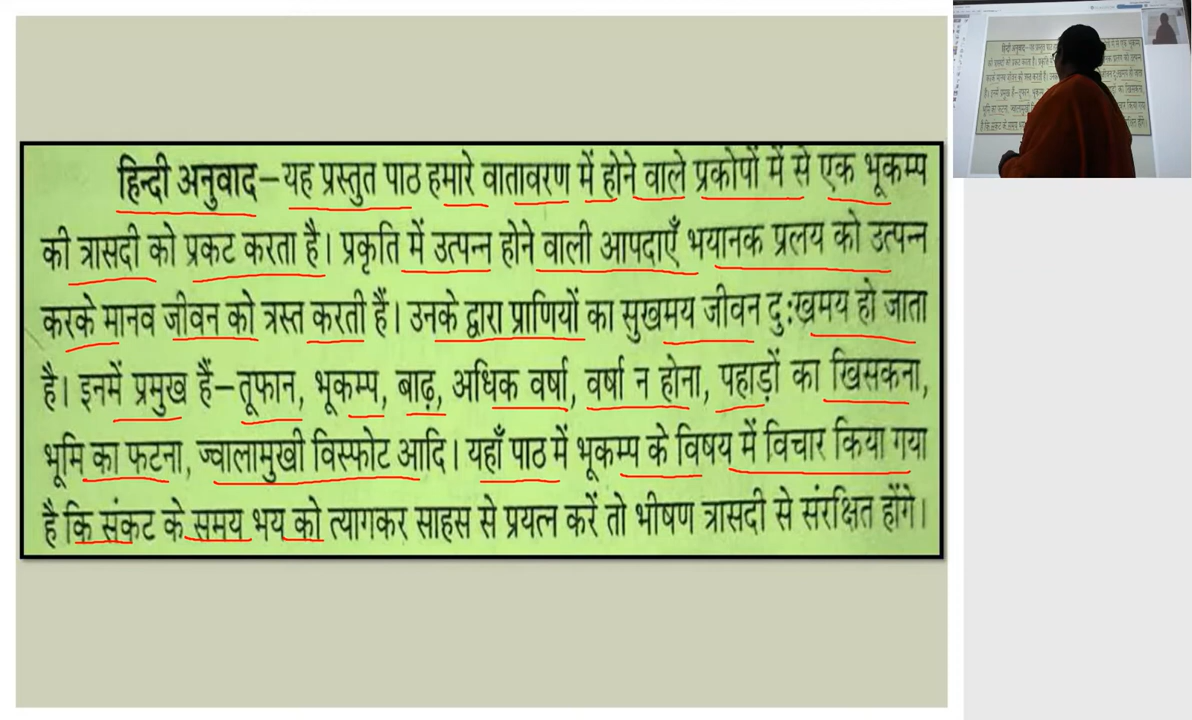 हिन्दी अनुवाद–यह प्रस्तुत पाठ हमारे वातावरण में होने वाले प्रकोपों में से एक भूकम्प
की त्रासदी को प्रकट करता है। प्रकृति में उत्पन्न होने वाली आपदाएँ भयानक प्रलय को उत्पन्न
करके मानव जीवन को त्रस्त करती हैं। उनके द्वारा प्राणियों का सुखमय जीवन दुःखमय हो जाता
है। इनमें प्रमुख हैं–तूफान, भूकम्प, बाढ़, अधिक वर्षा, वर्षा न होना, पहाड़ों का खिसकना,
भूमि का फटना, ज्वालामुखी विस्फोट आदि। यहाँ पाठ में भूकम्प के विषय में विचार किया गया
है कि संकट के समय भय को त्यागकर साहस से प्रयत्न करें तो भीषण त्रासदी से संरक्षित होंगे।